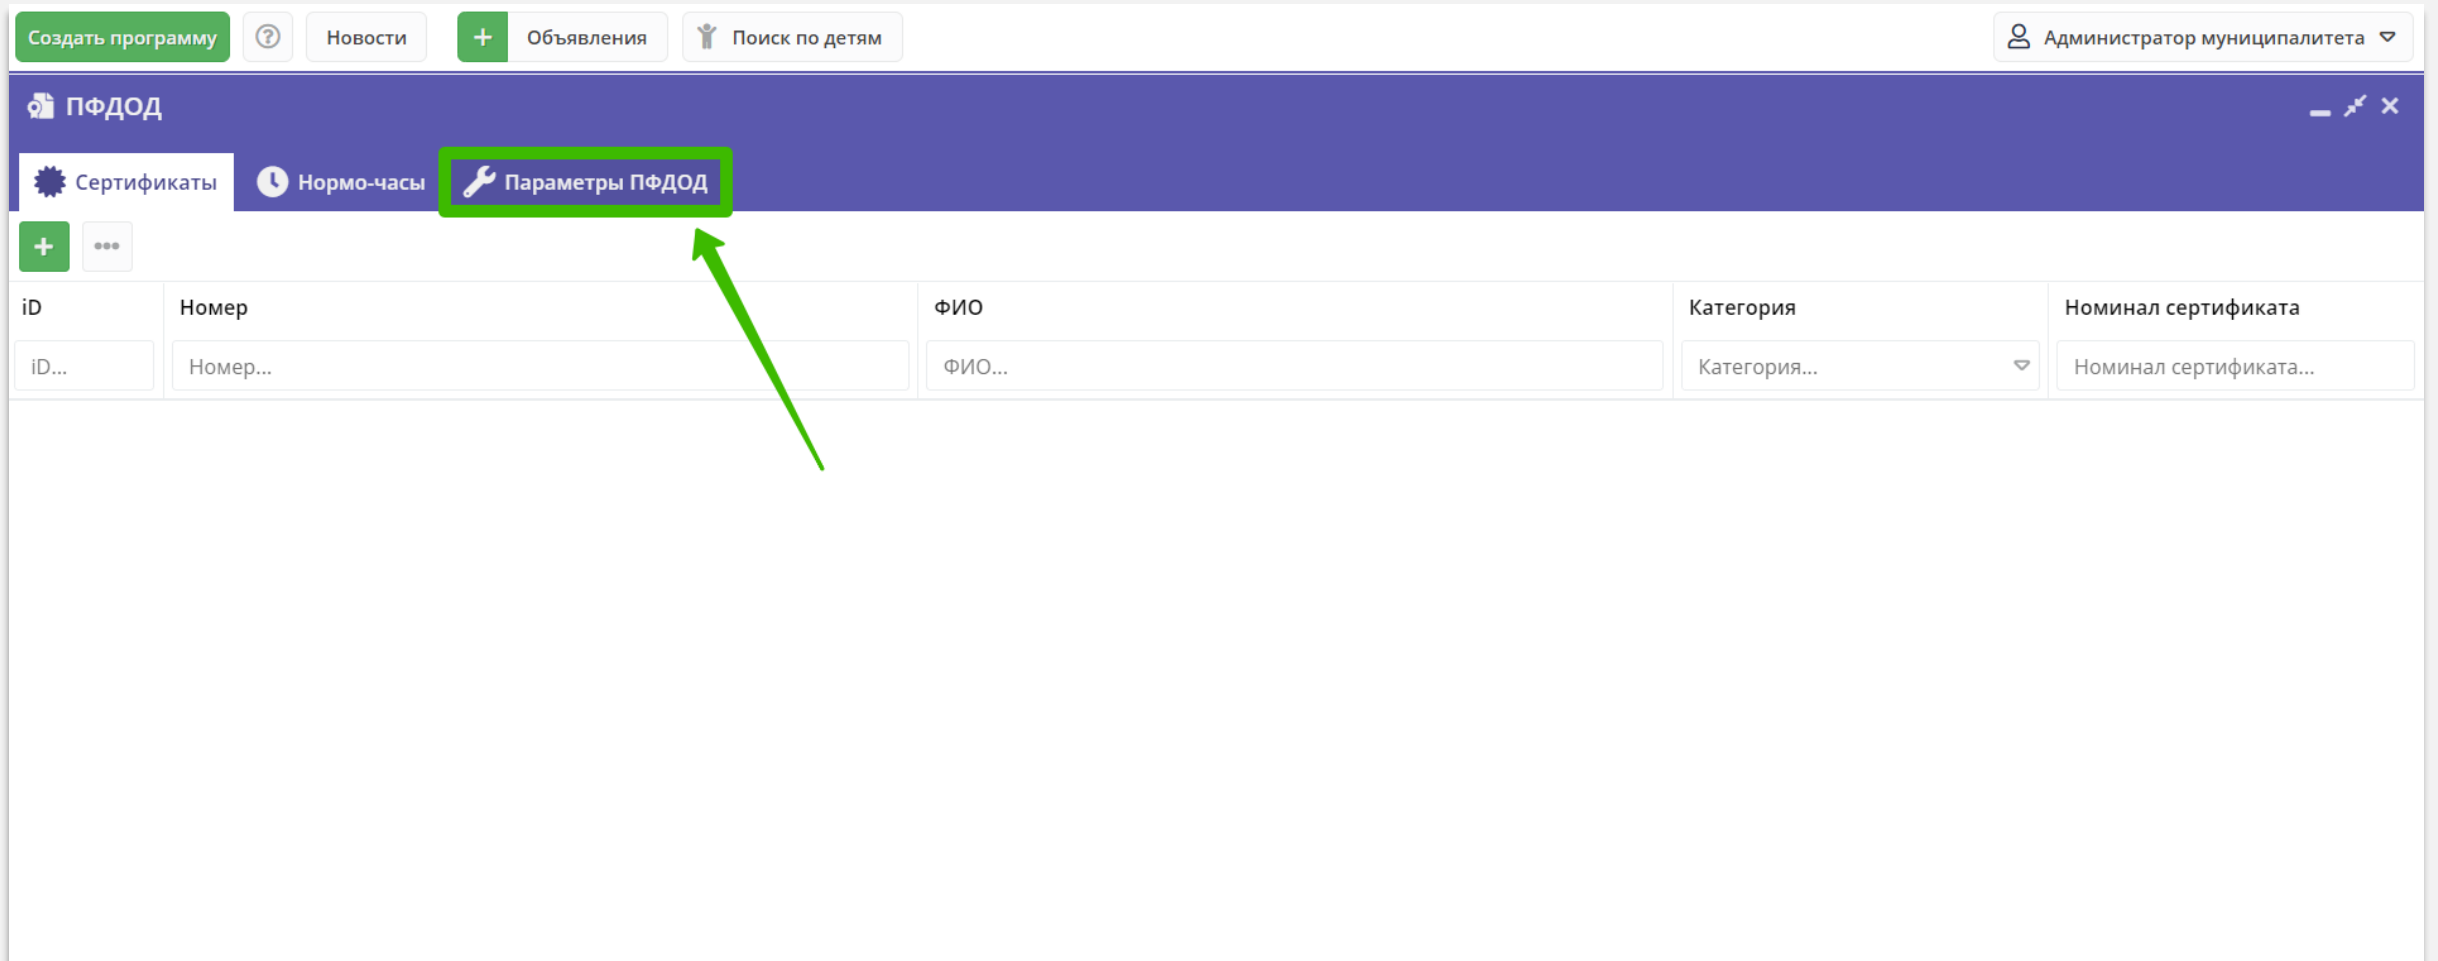 Создать программу
Новости
Объявления
Поиск по детям
Администратор муниципалитета
ПФДОД
Сертификаты
Нормо-часы
Параметры ПФДОД
iD
Номер
ФИО
Категория
Номинал сертификата
iD...
Номер...
ФИО...
Категория...
Номинал сертификата...